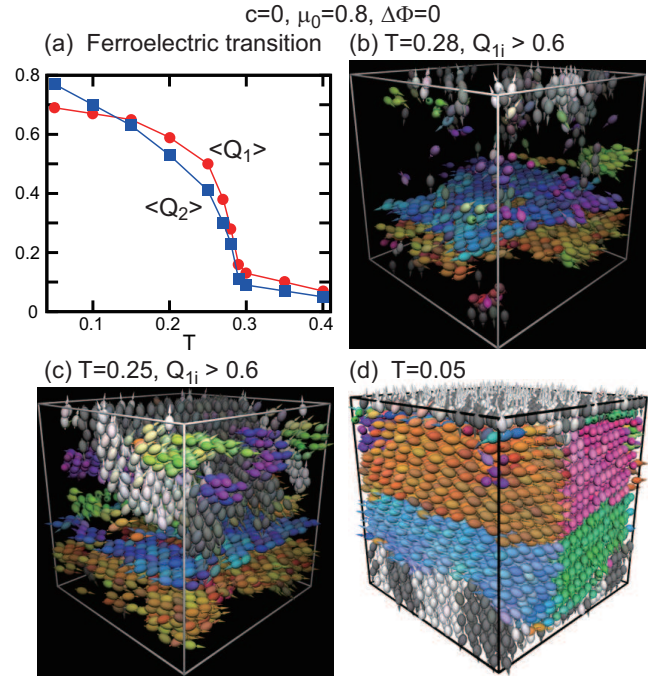 c=0, μ0=0.8, ΔΦ=0
(a) Ferroelectric transition
(b) T=0.28, Q1i > 0.6
0.8
0.6
0.4
0.2
0
<Q1>
<Q2>
0.1 0.2 0.3 0.4
T
(c) T=0.25, Q1i > 0.6
(d) T=0.05